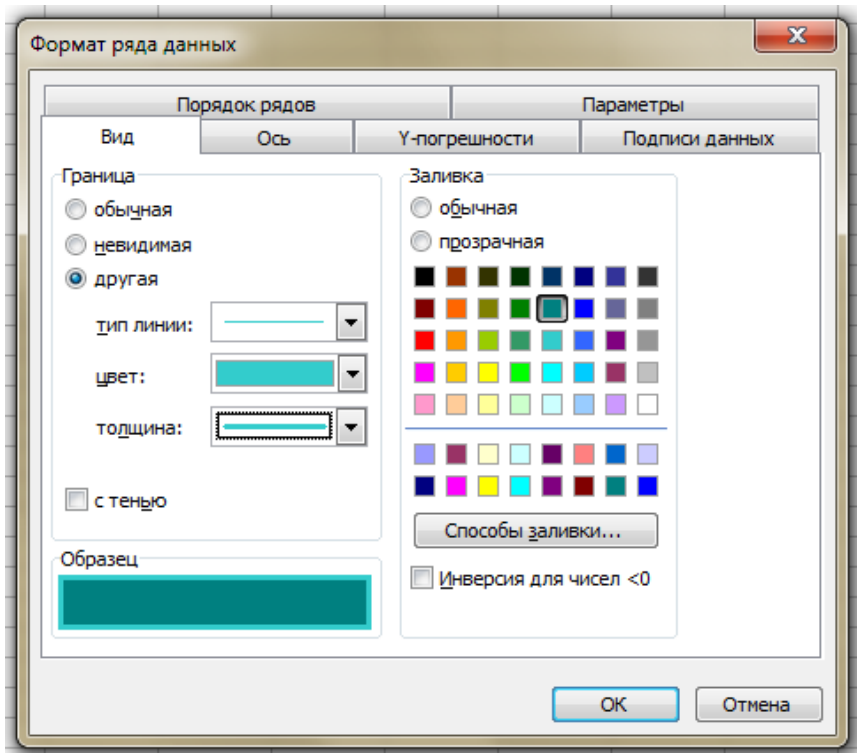 Формат ряда данных
Порядок рядов
Параметры
Вид
Ось
Y-погрешности
Подписи данных
Граница
обычная
невидимая
другая
тип линии:
цвет:
толщина:
с тенью
Образец
Заливка
обычная
прозрачная
Способы заливки...
Инверсия для чисел <0
ОК
Отмена